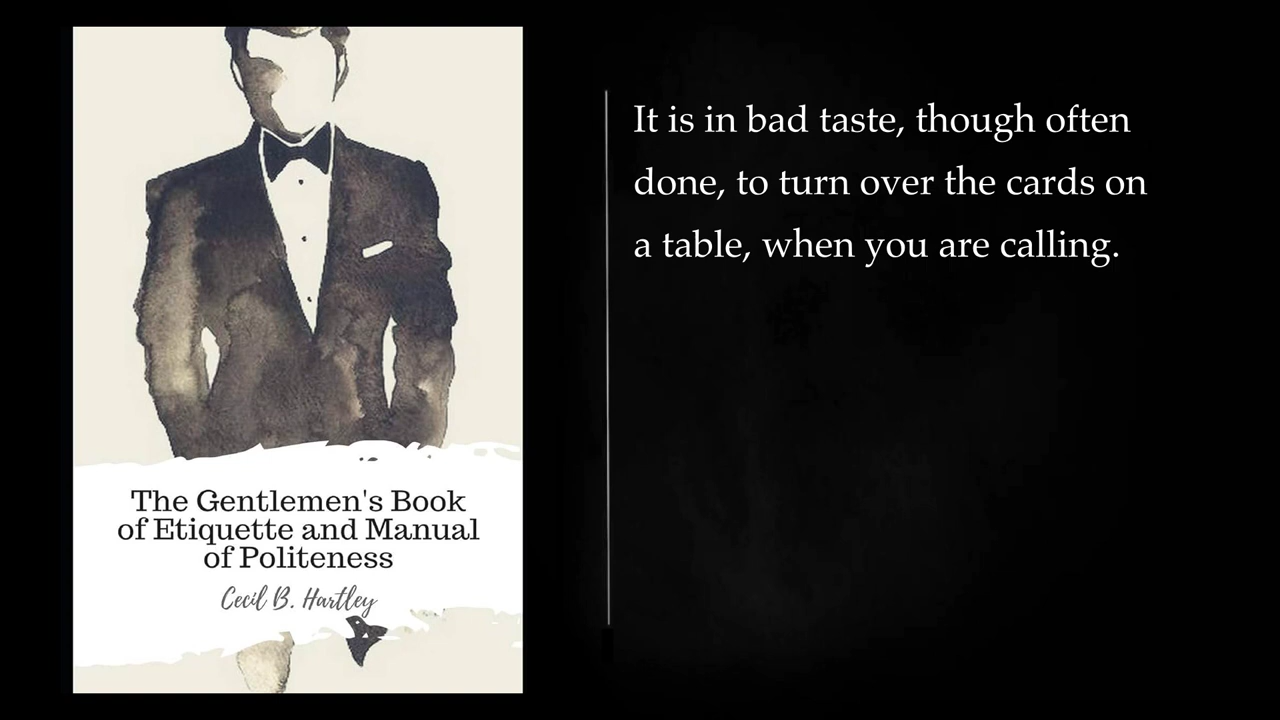 The Gentlemen's Book
of Etiquette and Manual
of Politeness
Cecil B. Hartley
It is in bad taste, though often
done, to turn over the cards on
a table, when you are calling.